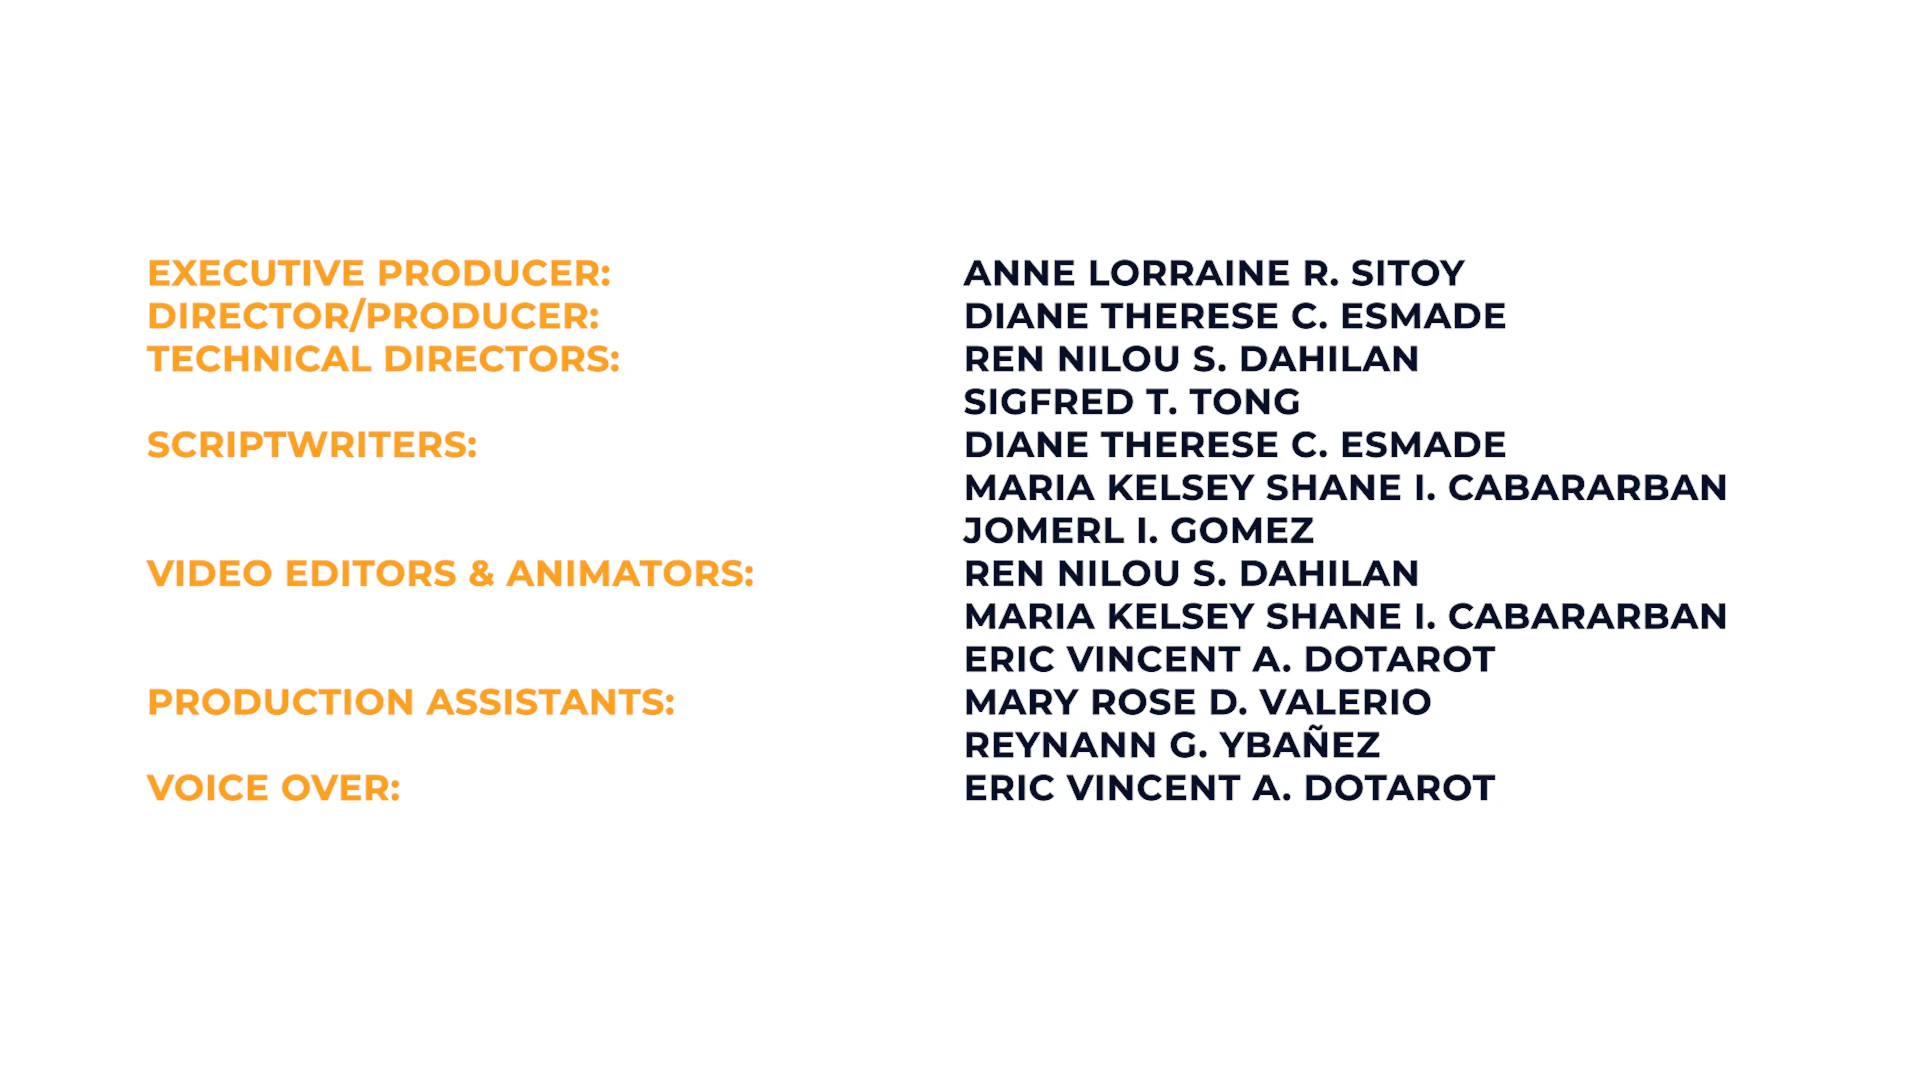 EXECUTIVE PRODUCER: ANNE LORRAINE R. SITOY
DIRECTOR/PRODUCER: DIANE THERESE C. ESMADE
TECHNICAL DIRECTORS: REN NILOU S. DAHILAN
SIGFRED T. TONG
SCRIPTWRITERS: DIANE THERESE C. ESMADE
MARIA KELSEY SHANE I. CABARARBAN
JOMERL I. GOMEZ
VIDEO EDITORS & ANIMATORS: REN NILOU S. DAHILAN
MARIA KELSEY SHANE I. CABARARBAN
ERIC VINCENT A. DOTAROT
PRODUCTION ASSISTANTS: MARY ROSE D. VALERIO
REYNANN G. YBAÑEZ
VOICE OVER: ERIC VINCENT A. DOTAROT